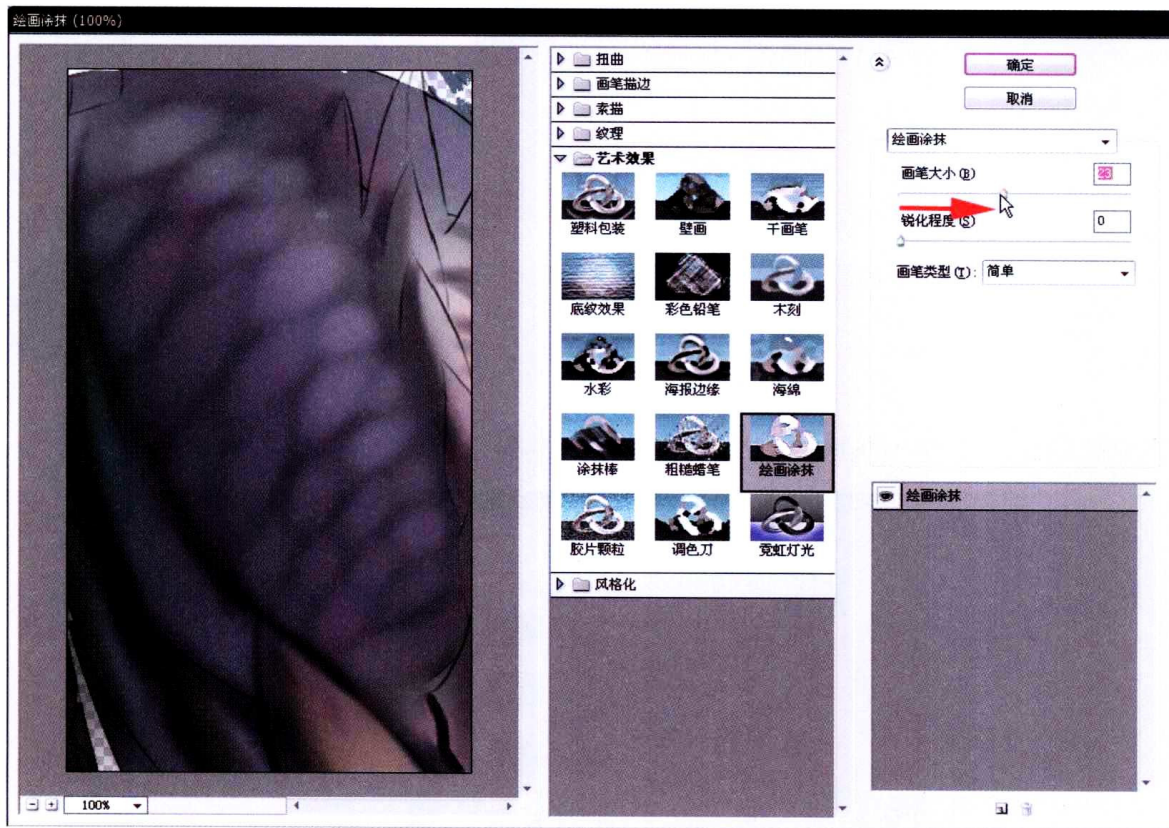 绘画涂抹 (100%)
扭曲
画笔描边
素描
纹理
艺术效果
塑料包装 壁画 干画笔
底纹效果 彩色铅笔 木刻
水彩 海报边缘 海绵
涂抹棒 粗糙蜡笔 绘画涂抹
胶片颗粒 调色刀 霓虹灯光
风格化
100%
确定
取消
绘画涂抹
画笔大小(B) 23
锐化程度(S) 0
画笔类型(T): 简单
绘画涂抹